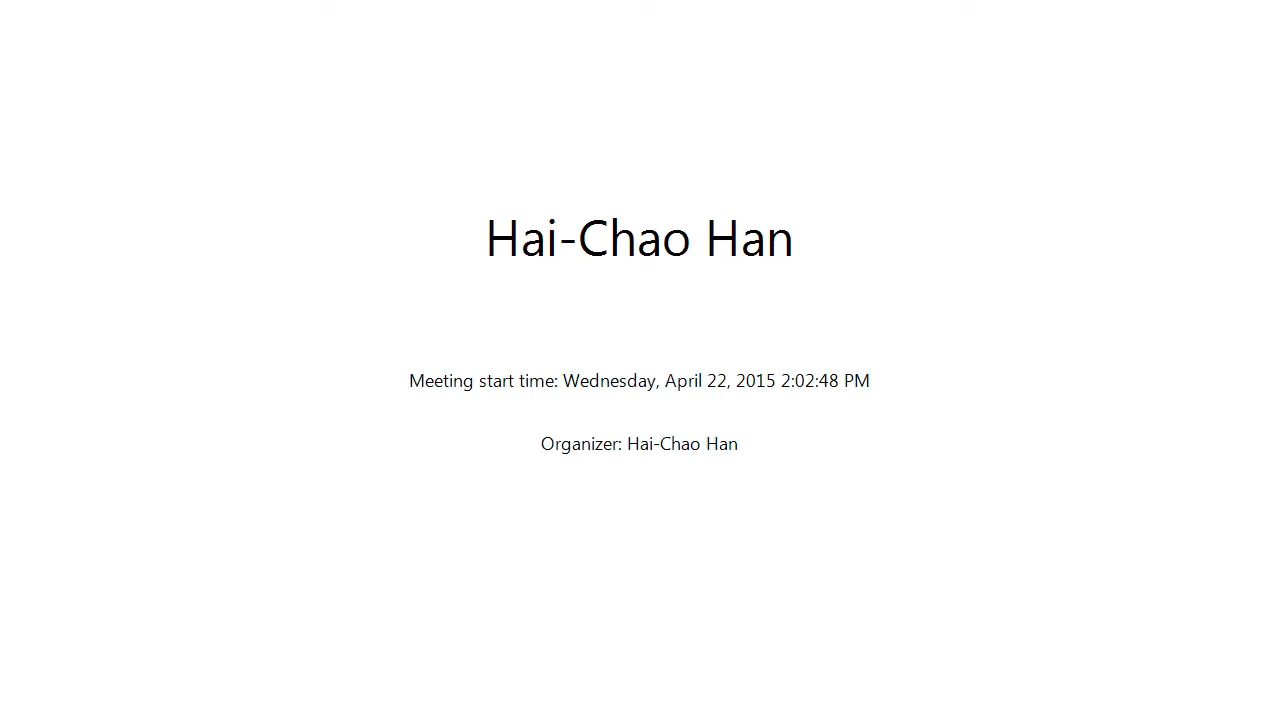 Hai-Chao Han
Meeting start time: Wednesday, April 22, 2015 2:02:48 PM
Organizer: Hai-Chao Han